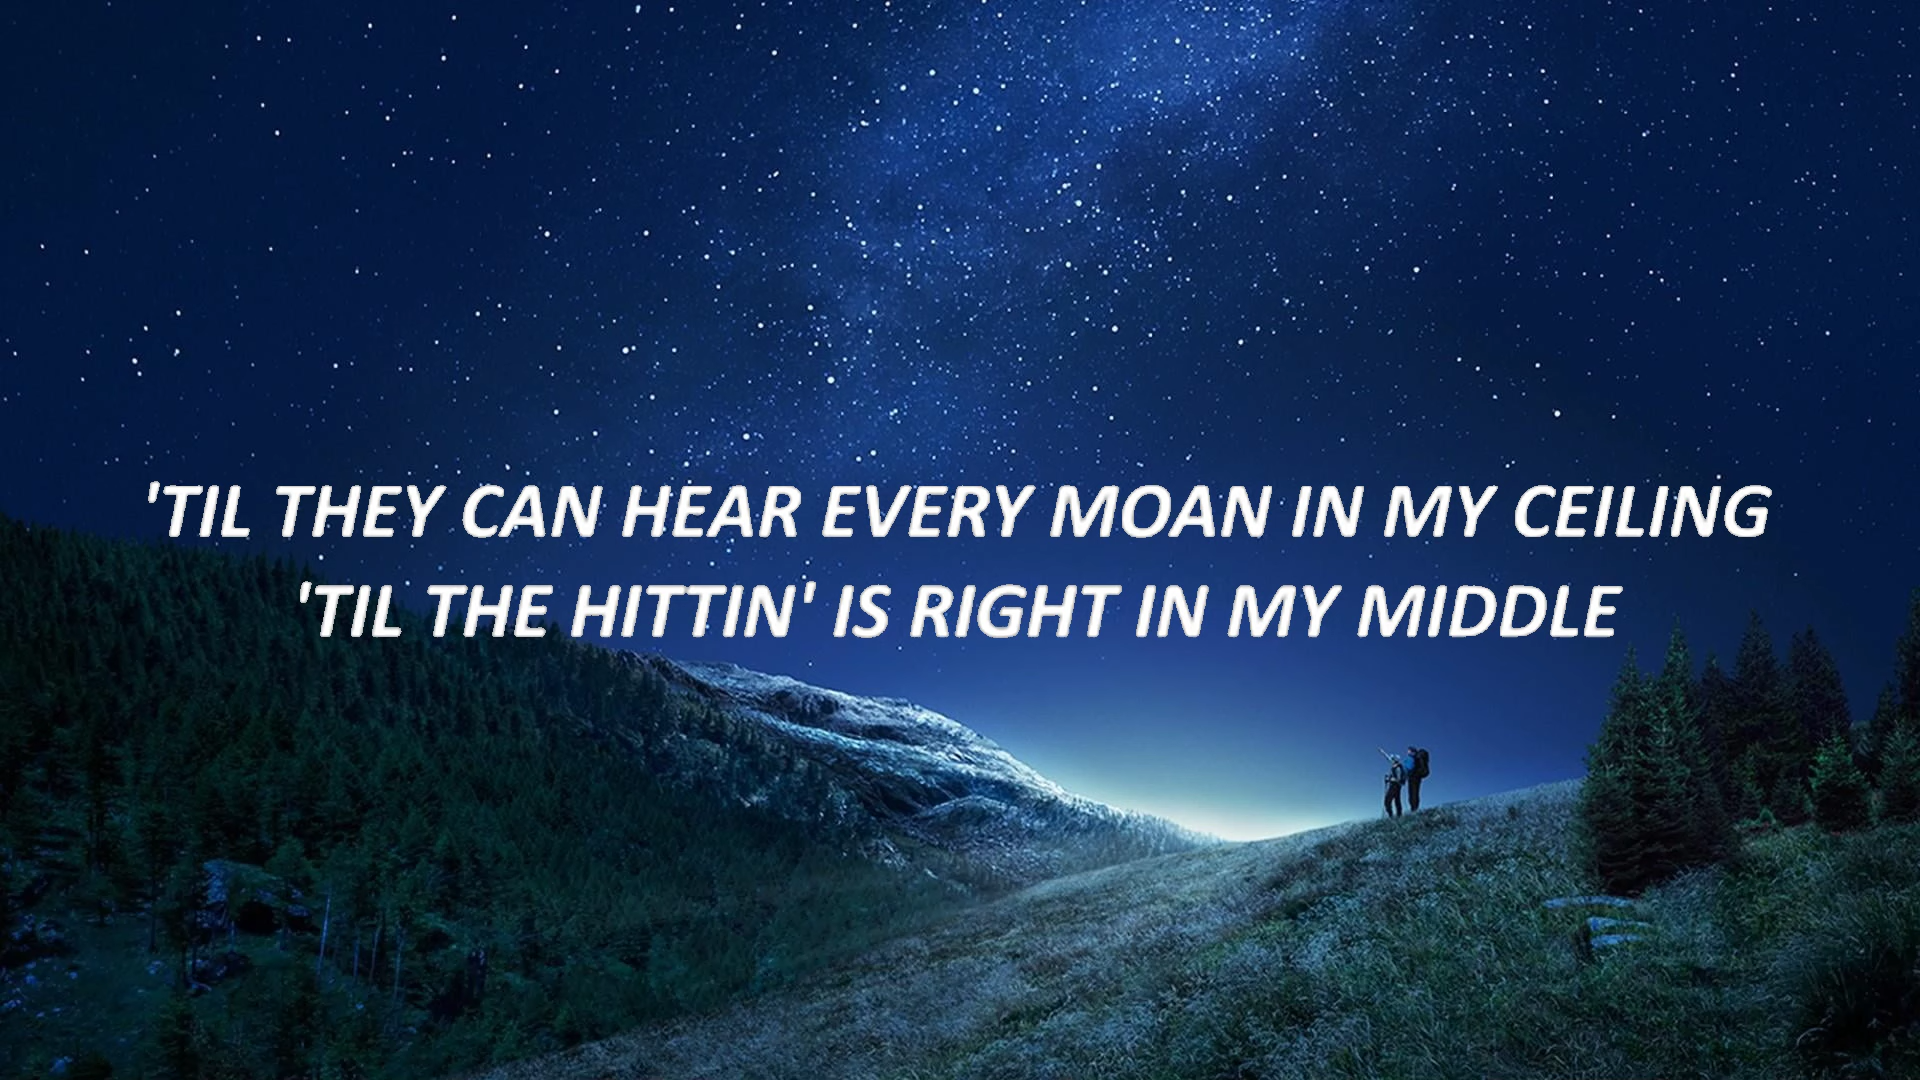 'TIL THEY CAN HEAR EVERY MOAN IN MY CEILING
'TIL THE HITTIN' IS RIGHT IN MY MIDDLE